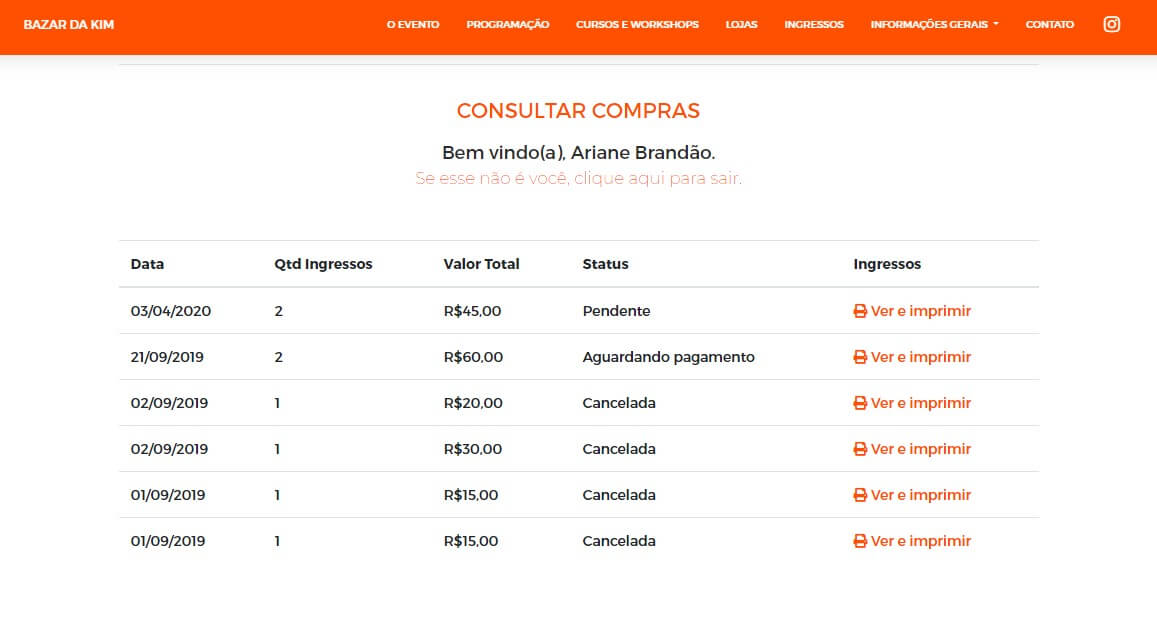 BAZAR DA KIM O EVENTO PROGRAMAÇÃO CURSOS E WORKSHOPS LOJAS INGRESSOS INFORMAÇÕES GERAIS CONTATO
CONSULTAR COMPRAS
Bem vindo(a), Ariane Brandão.
Se esse não é você, clique aqui para sair.
Data Qtd Ingressos Valor Total Status Ingressos
03/04/2020 2 R$45,00 Pendente Ver e imprimir
21/09/2019 2 R$60,00 Aguardando pagamento Ver e imprimir
02/09/2019 1 R$20,00 Cancelada Ver e imprimir
02/09/2019 1 R$30,00 Cancelada Ver e imprimir
01/09/2019 1 R$15,00 Cancelada Ver e imprimir
01/09/2019 1 R$15,00 Cancelada Ver e imprimir